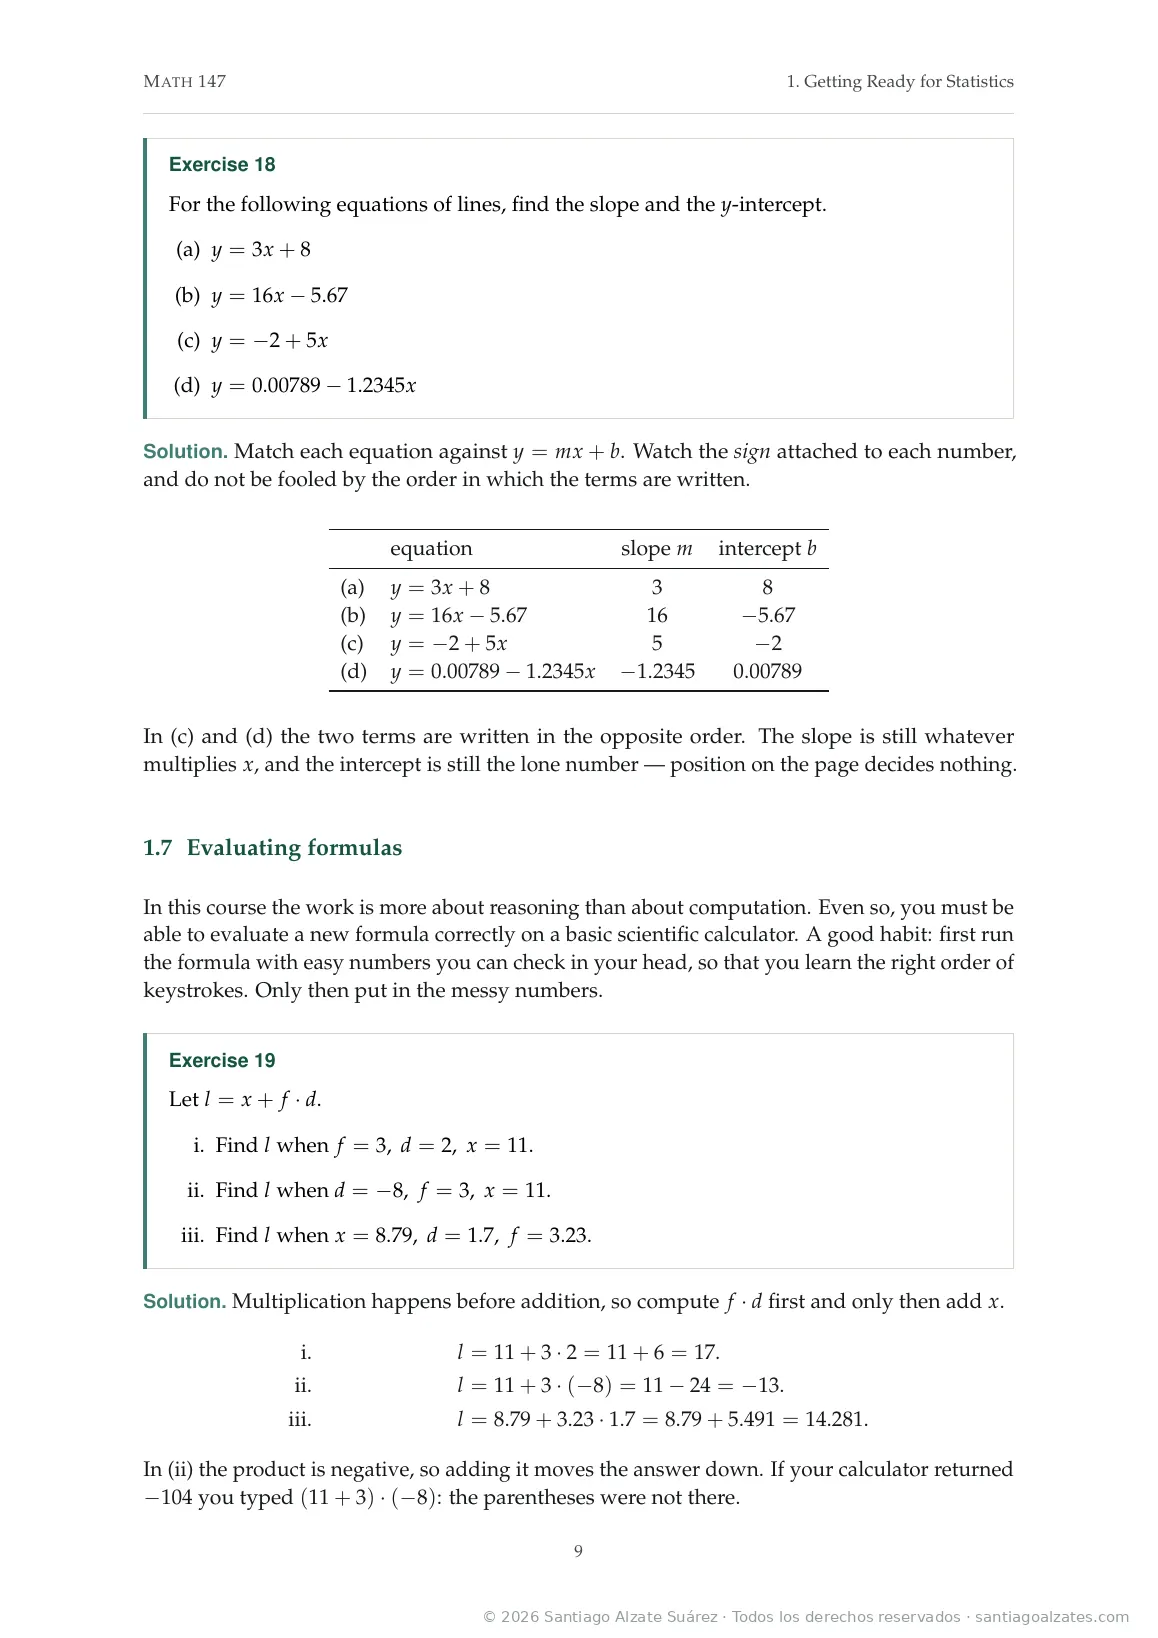 MATH 147
1. Getting Ready for Statistics
Exercise 18
For the following equations of lines, find the slope and the y-intercept.
(a) y = 3x + 8
(b) y = 16x − 5.67
(c) y = −2 + 5x
(d) y = 0.00789 − 1.2345x
Solution. Match each equation against y = mx + b. Watch the sign attached to each number,
and do not be fooled by the order in which the terms are written.
equation slope m intercept b
(a) y = 3x + 8 3 8
(b) y = 16x − 5.67 16 −5.67
(c) y = −2 + 5x 5 −2
(d) y = 0.00789 − 1.2345x −1.2345 0.00789
In (c) and (d) the two terms are written in the opposite order. The slope is still whatever
multiplies x, and the intercept is still the lone number — position on the page decides nothing.
1.7 Evaluating formulas
In this course the work is more about reasoning than about computation. Even so, you must be
able to evaluate a new formula correctly on a basic scientific calculator. A good habit: first run
the formula with easy numbers you can check in your head, so that you learn the right order of
keystrokes. Only then put in the messy numbers.
Exercise 19
Let l = x + f · d.
i. Find l when f = 3, d = 2, x = 11.
ii. Find l when d = −8, f = 3, x = 11.
iii. Find l when x = 8.79, d = 1.7, f = 3.23.
Solution. Multiplication happens before addition, so compute f · d first and only then add x.
i. l = 11 + 3 · 2 = 11 + 6 = 17.
ii. l = 11 + 3 · (−8) = 11 − 24 = −13.
iii. l = 8.79 + 3.23 · 1.7 = 8.79 + 5.491 = 14.281.
In (ii) the product is negative, so adding it moves the answer down. If your calculator returned
−104 you typed (11 + 3) · (−8): the parentheses were not there.
9
© 2026 Santiago Alzate Suárez · Todos los derechos reservados · santiagoalzates.com